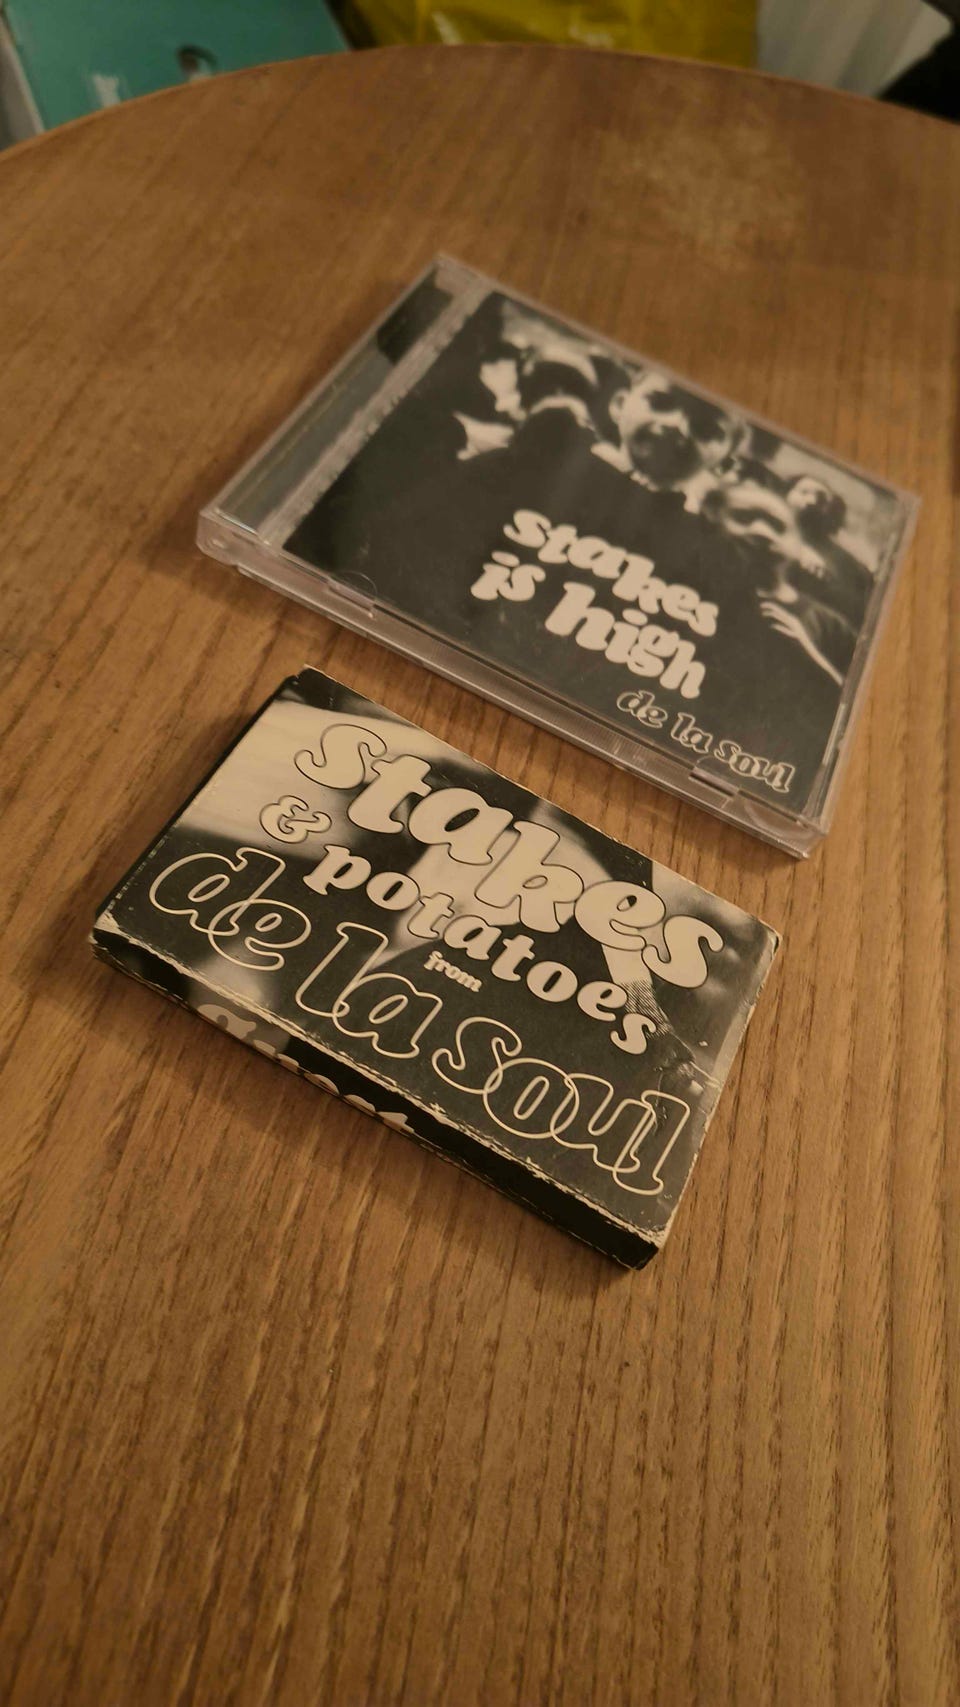 stakes
is high
de la soul
stakes
& potatoes
from
de la soul